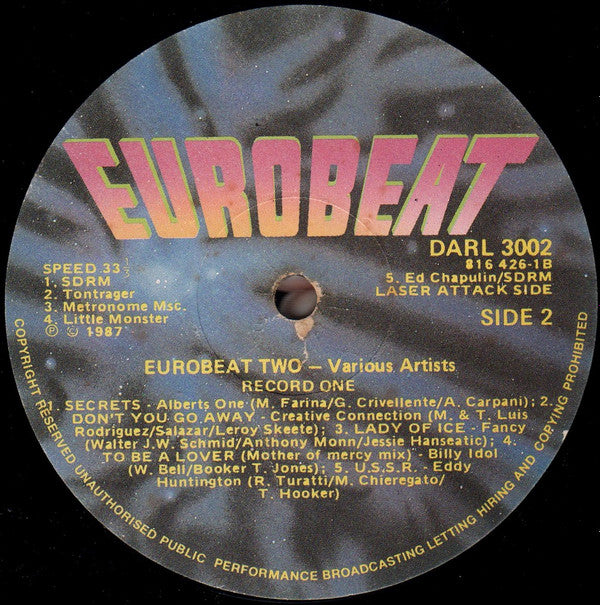 EUROBEAT
DARL 3002
816 426-1B
SPEED 33 1/3
1. SDRM
2. Tontrager
3. Metronome Msc.
4. Little Monster
Ⓟ © 1987
5. Ed Chapulin/SDRM
LASER ATTACK SIDE
SIDE 2
EUROBEAT TWO – Various Artists
RECORD ONE
1. SECRETS - Alberts One (M. Farina/G. Crivellente/A. Carpani); 2.
DON'T YOU GO AWAY - Creative Connection (M. & T. Luis
Rodríguez/Salazar/Leroy Skeete); 3. LADY OF ICE - Fancy
(Walter J.W. Schmid/Anthony Monn/Jessie Hanseatic); 4.
TO BE A LOVER (Mother of mercy mix) - Billy Idol
(W. Bell/Booker T. Jones); 5. U.S.S.R. - Eddy
Huntington (R. Turatti/M. Chieregato/
T. Hooker)
COPYRIGHT RESERVED UNAUTHORISED PUBLIC PERFORMANCE BROADCASTING LETTING HIRING AND COPYING PROHIBITED